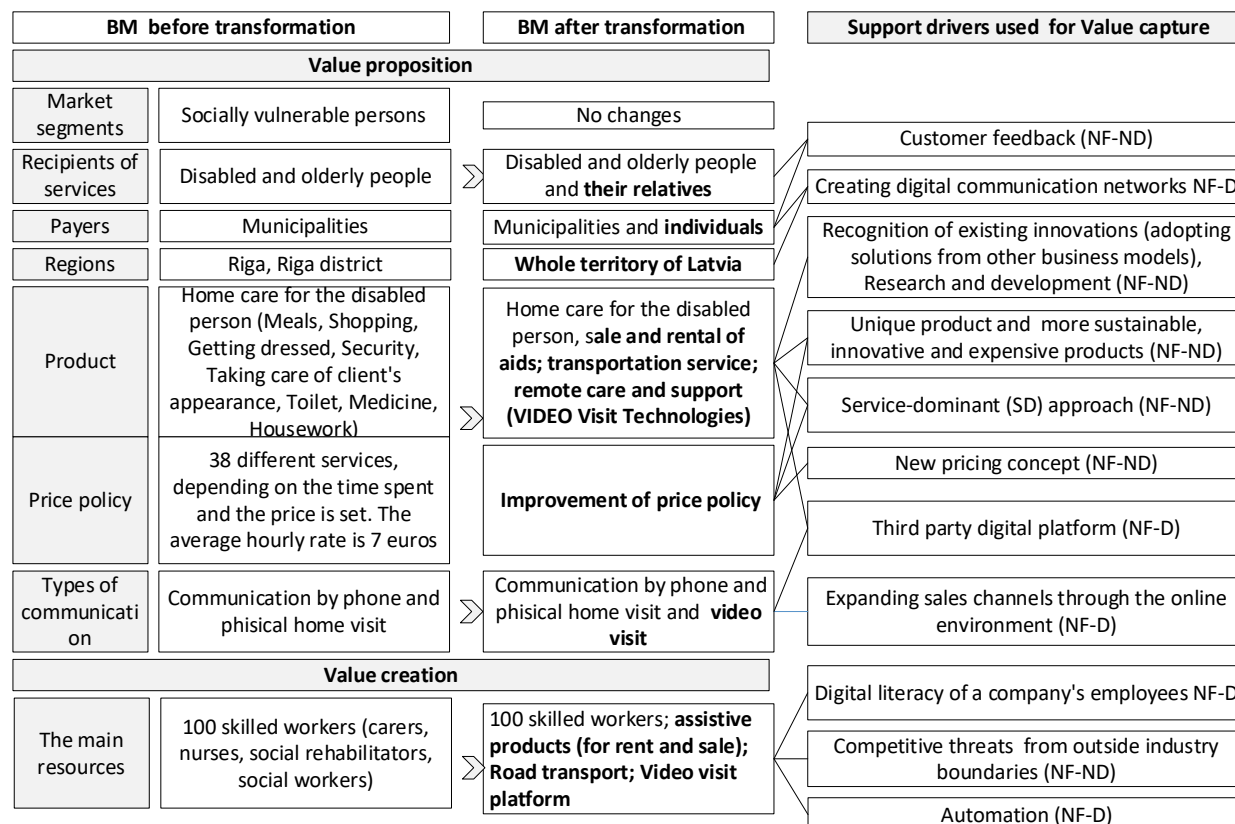 BM before transformation
BM after transformation
Support drivers used for Value capture
Value proposition
Market
segments
Socially vulnerable persons
No changes
Customer feedback (NF-ND)
Recipients of
services
Disabled and olderly people
Disabled and olderly people
and their relatives
Creating digital communication networks NF-D
Payers
Municipalities
Municipalities and individuals
Recognition of existing innovations (adopting
solutions from other business models),
Research and development (NF-ND)
Regions
Riga, Riga district
Whole territory of Latvia
Product
Home care for the disabled
person (Meals, Shopping,
Getting dressed, Security,
Taking care of client's
appearance, Toilet, Medicine,
Housework)
Home care for the disabled
person, sale and rental of
aids; transportation service;
remote care and support
(VIDEO Visit Technologies)
Unique product and more sustainable,
innovative and expensive products (NF-ND)
Service-dominant (SD) approach (NF-ND)
Price policy
38 different services,
depending on the time spent
and the price is set. The
average hourly rate is 7 euros
Improvement of price policy
New pricing concept (NF-ND)
Third party digital platform (NF-D)
Types of
communicati
on
Communication by phone and
phisical home visit
Communication by phone and
phisical home visit and video
visit
Expanding sales channels through the online
environment (NF-D)
Value creation
The main
resources
100 skilled workers (carers,
nurses, social rehabilitators,
social workers)
100 skilled workers; assistive
products (for rent and sale);
Road transport; Video visit
platform
Digital literacy of a company's employees NF-D
Competitive threats from outside industry
boundaries (NF-ND)
Automation (NF-D)